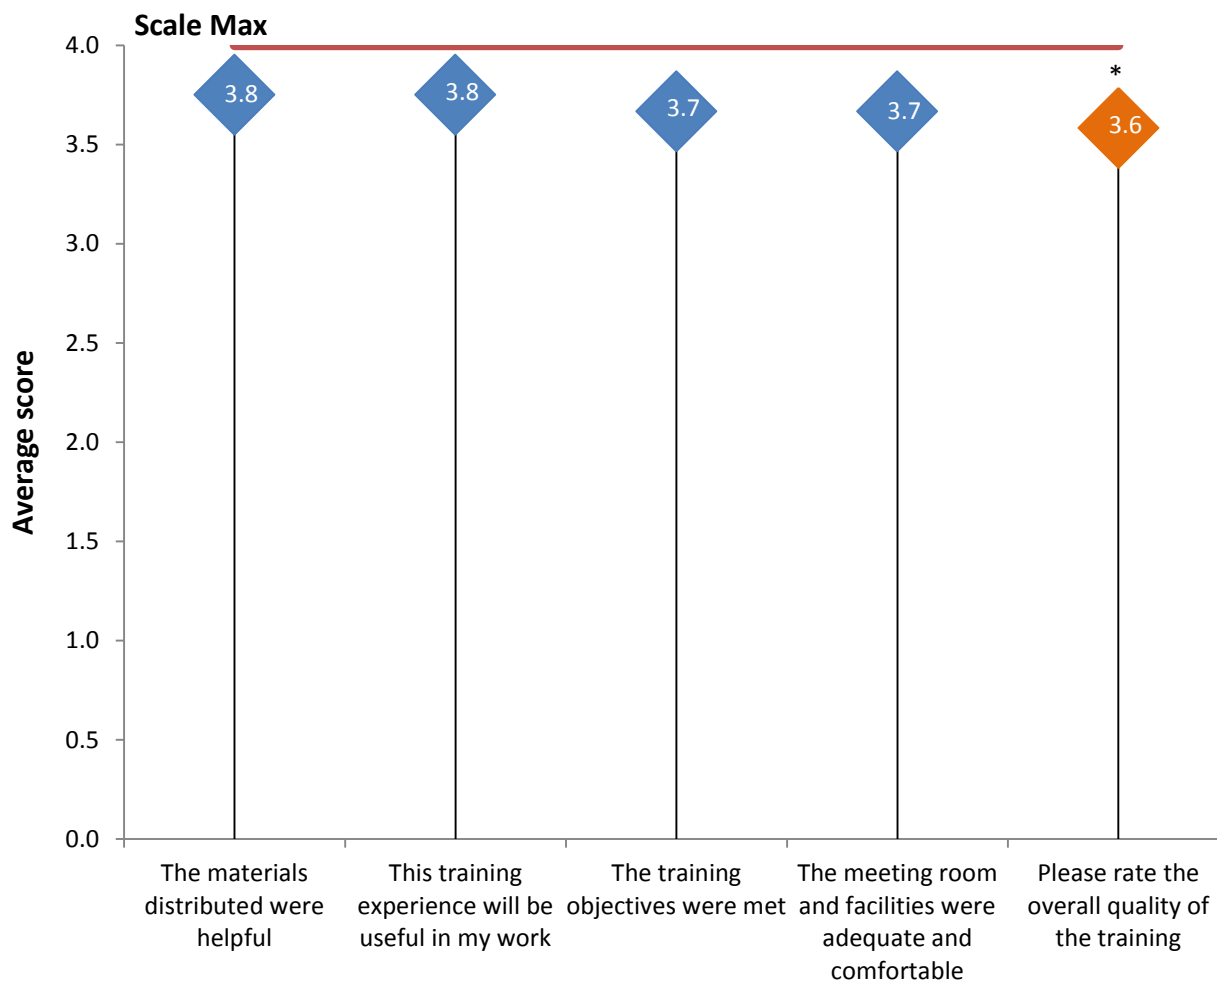 Scale Max
4.0
3.5
3.0
2.5
2.0
1.5
1.0
0.5
0.0
Average score
3.8
3.8
3.7
3.7
*
3.6
The materials
distributed were
helpful
This training
experience will be
useful in my work
The training
objectives were met
The meeting room
and facilities were
adequate and
comfortable
Please rate the
overall quality of
the training